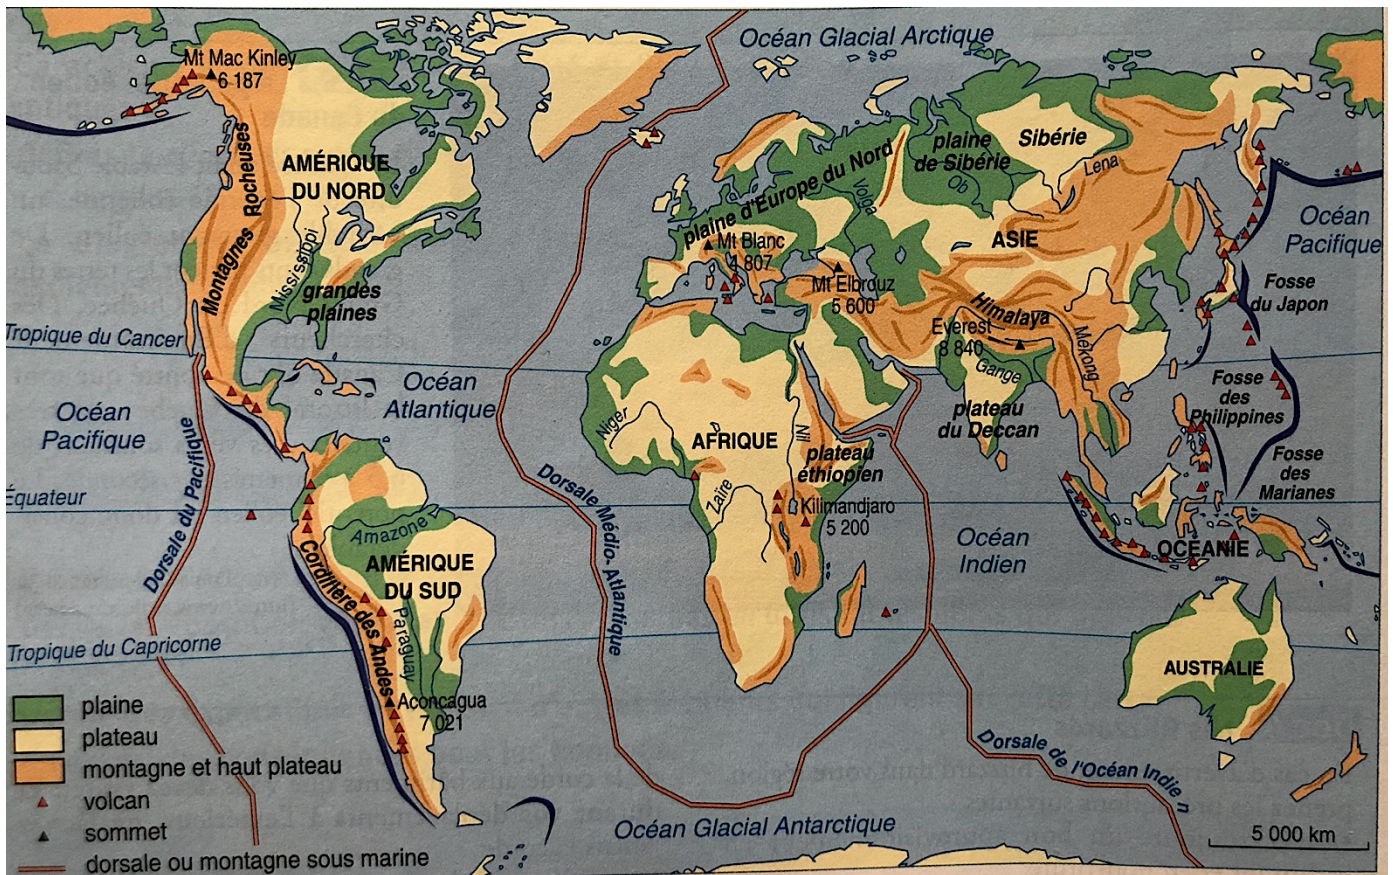 Océan Glacial Arctique
Mt Mac Kinley
6 187
Montagnes Rocheuses
AMÉRIQUE
DU NORD
Mississippi
grandes
plaines
plaine d'Europe du Nord
Volga
plaine
de Sibérie
Ob
Sibérie
Léna
ASIE
Mt Blanc
4 807
Mt Elbrouz
5 600
Himalaya
Everest
8 840
Gange
Mékong
plateau
du Deccan
Océan
Pacifique
Fosse
du Japon
Fosse
des
Philippines
Fosse
des
Marianes
Tropique du Cancer
Océan
Pacifique
Océan
Atlantique
Dorsale du Pacifique
Équateur
Niger
AFRIQUE
Nil
plateau
éthiopien
Zaïre
Kilimandjaro
5 200
Dorsale Médio-Atlantique
Océan
Indien
OCÉANIE
Amazone
AMÉRIQUE
DU SUD
Cordillère des Andes
Paraguay
Aconcagua
7 021
Tropique du Capricorne
AUSTRALIE
Dorsale de l'Océan Indien
Océan Glacial Antarctique
5 000 km
plaine
plateau
montagne et haut plateau
volcan
sommet
dorsale ou montagne sous marine